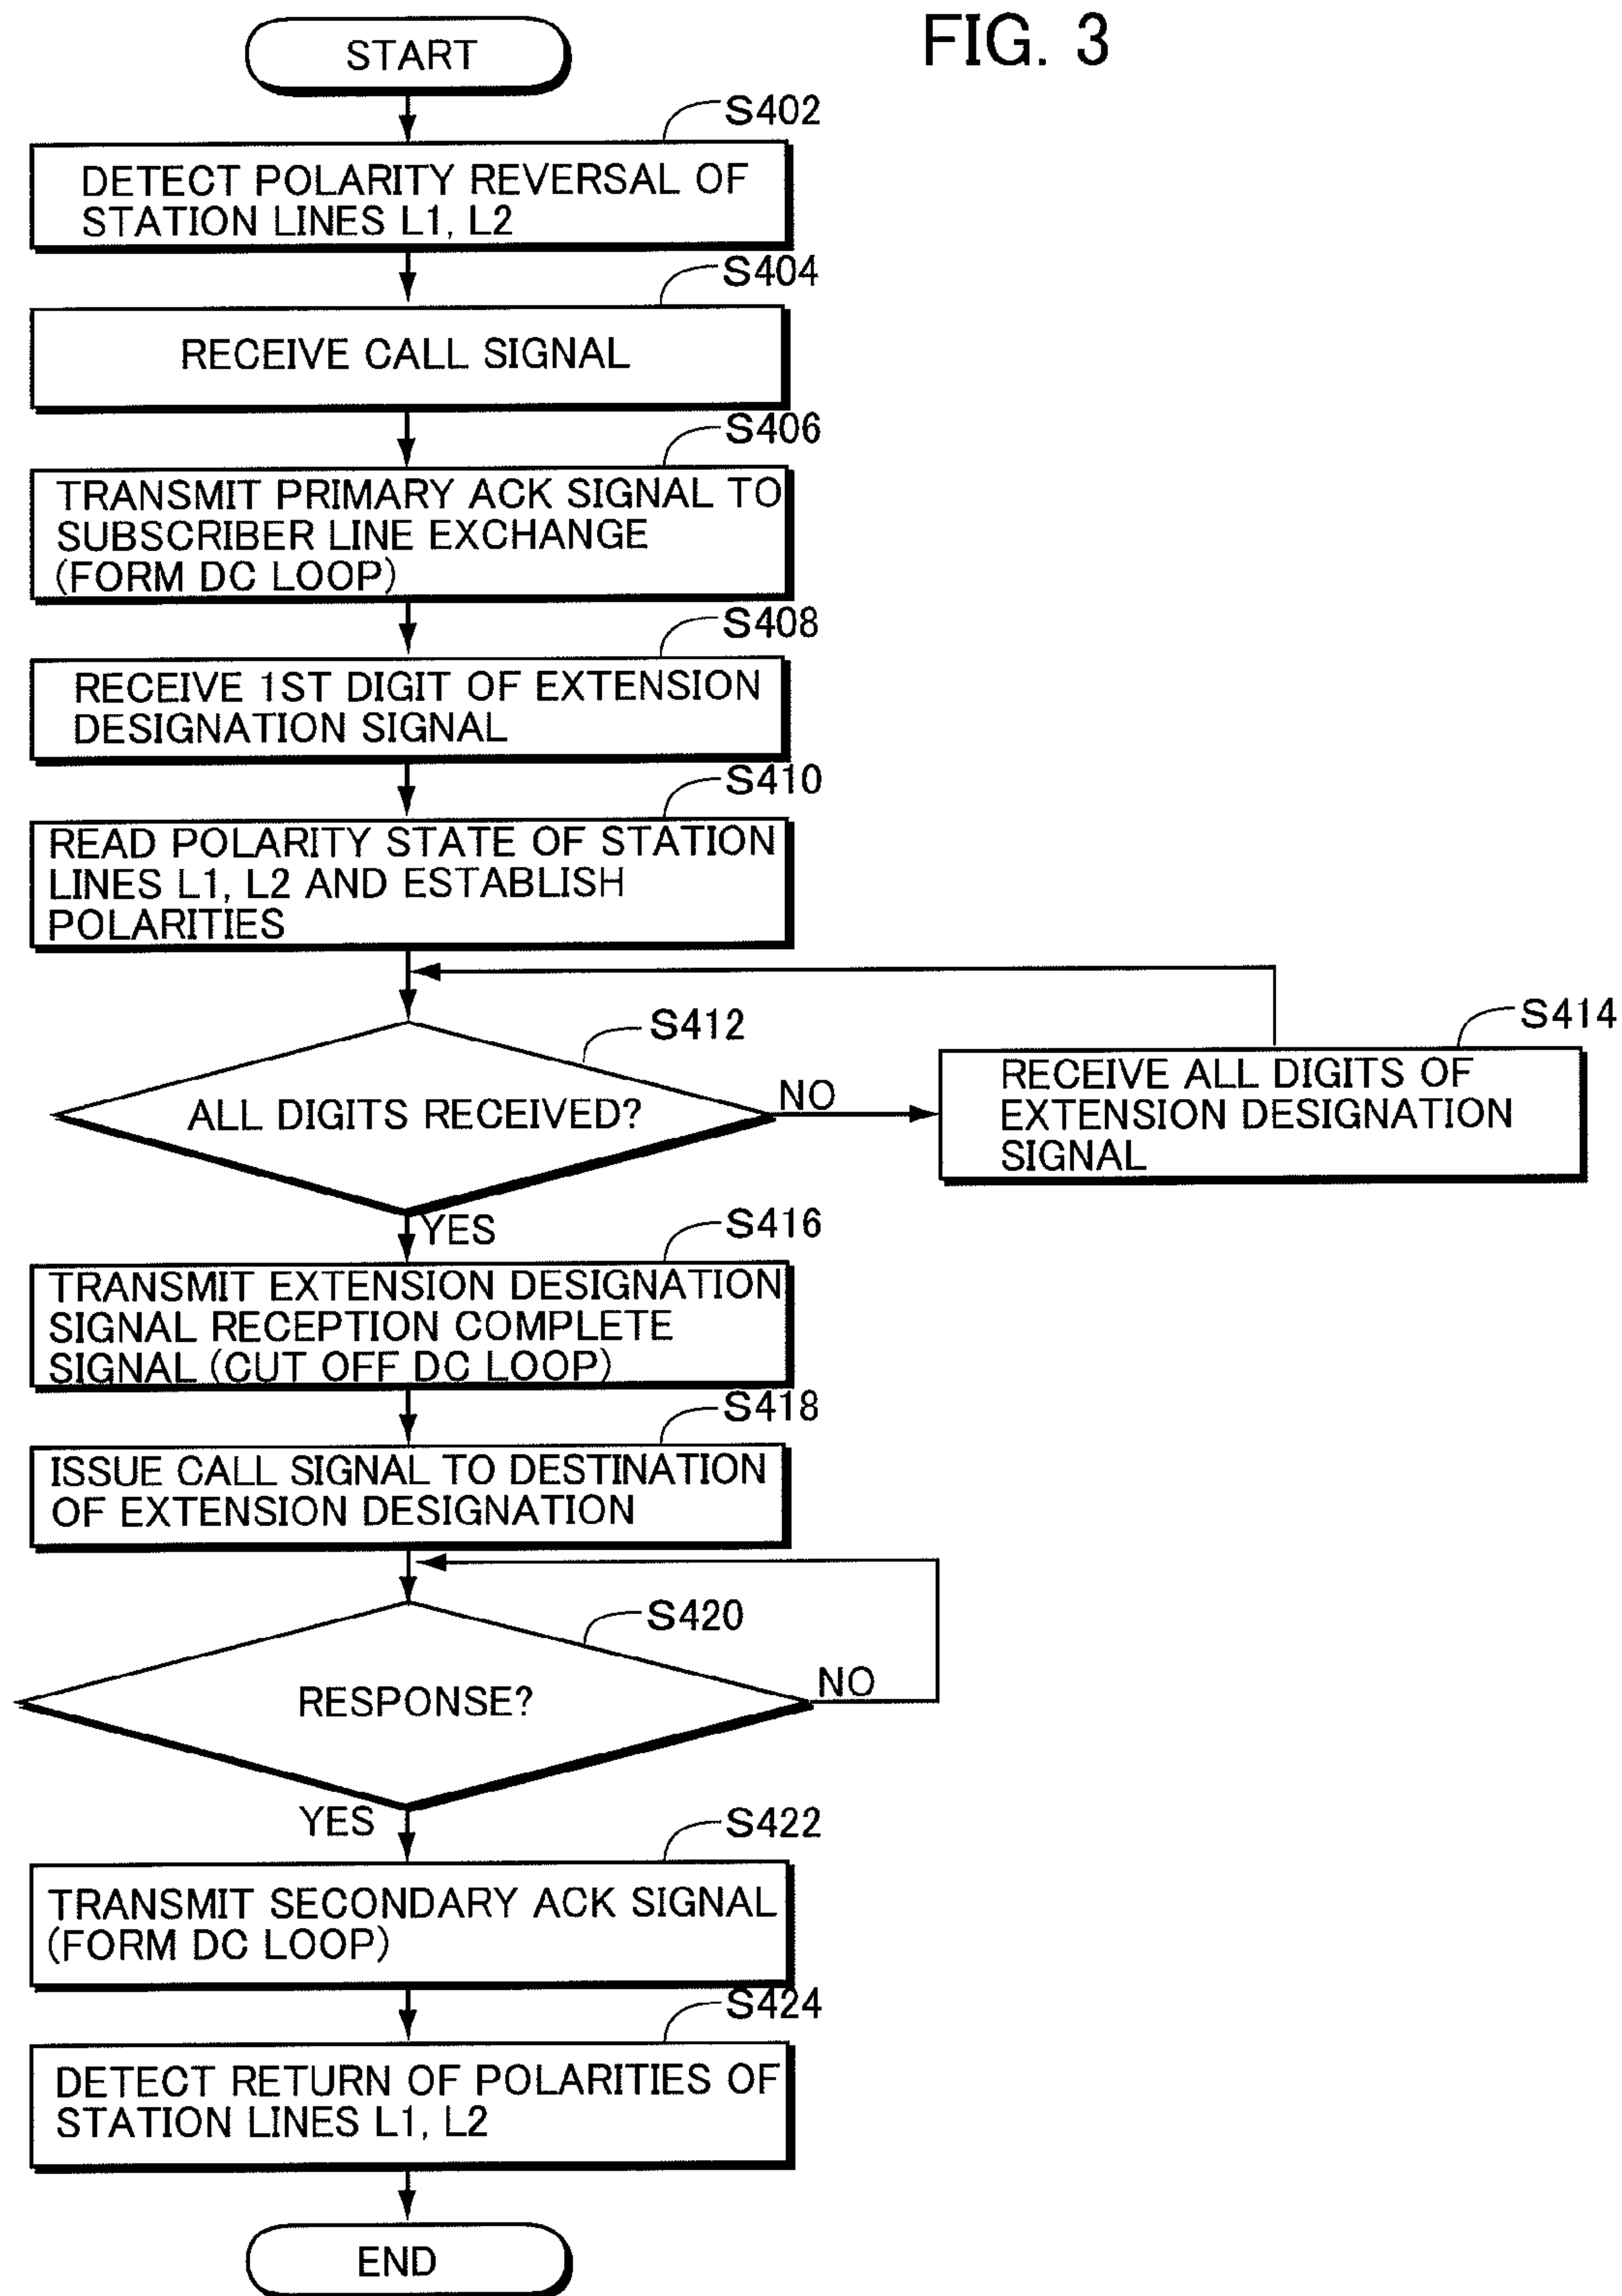 FIG. 3
START
S402
DETECT POLARITY REVERSAL OF
STATION LINES L1, L2
S404
RECEIVE CALL SIGNAL
S406
TRANSMIT PRIMARY ACK SIGNAL TO
SUBSCRIBER LINE EXCHANGE
(FORM DC LOOP)
S408
RECEIVE 1ST DIGIT OF EXTENSION
DESIGNATION SIGNAL
S410
READ POLARITY STATE OF STATION
LINES L1, L2 AND ESTABLISH
POLARITIES
S412
ALL DIGITS RECEIVED?
NO
S414
RECEIVE ALL DIGITS OF
EXTENSION DESIGNATION
SIGNAL
YES
S416
TRANSMIT EXTENSION DESIGNATION
SIGNAL RECEPTION COMPLETE
SIGNAL (CUT OFF DC LOOP)
S418
ISSUE CALL SIGNAL TO DESTINATION
OF EXTENSION DESIGNATION
S420
RESPONSE?
NO
YES
S422
TRANSMIT SECONDARY ACK SIGNAL
(FORM DC LOOP)
S424
DETECT RETURN OF POLARITIES OF
STATION LINES L1, L2
END